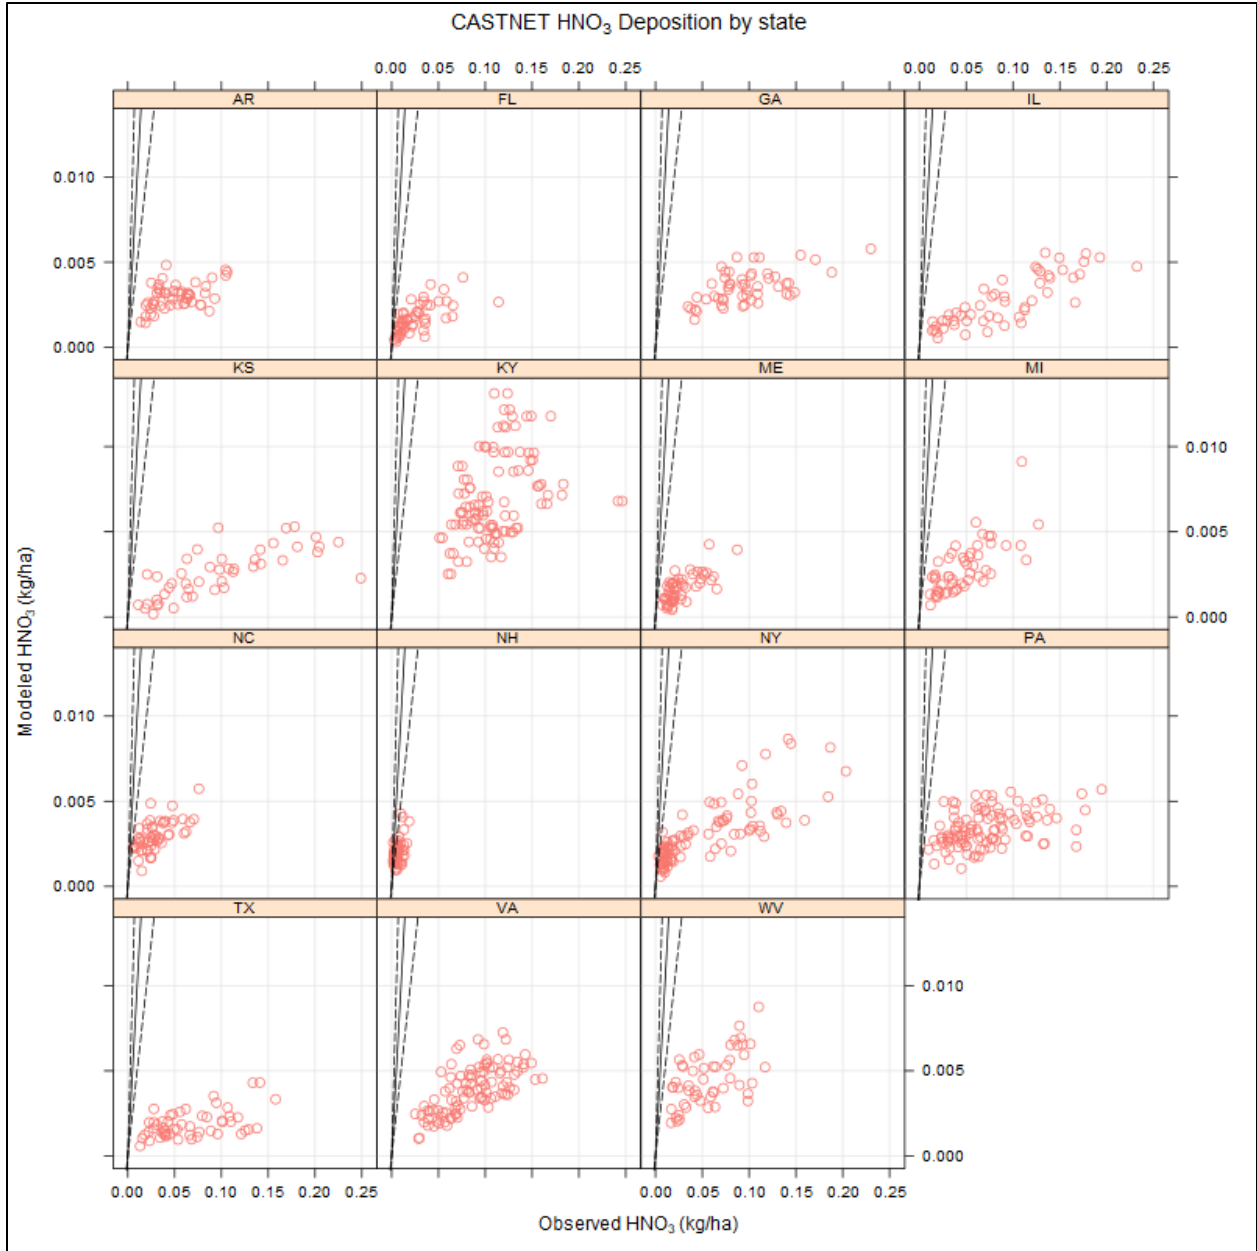 CASTNET HNO3 Deposition by state
0.00 0.05 0.10 0.15 0.20 0.25 0.00 0.05 0.10 0.15 0.20 0.25
AR FL GA IL
0.010
0.005
0.000
KS KY ME MI
0.010
0.005
0.000
NC NH NY PA
0.010
0.005
0.000
TX VA WV
0.010
0.005
0.000
0.00 0.05 0.10 0.15 0.20 0.25 0.00 0.05 0.10 0.15 0.20 0.25
Modeled HNO3 (kg/ha)
Observed HNO3 (kg/ha)